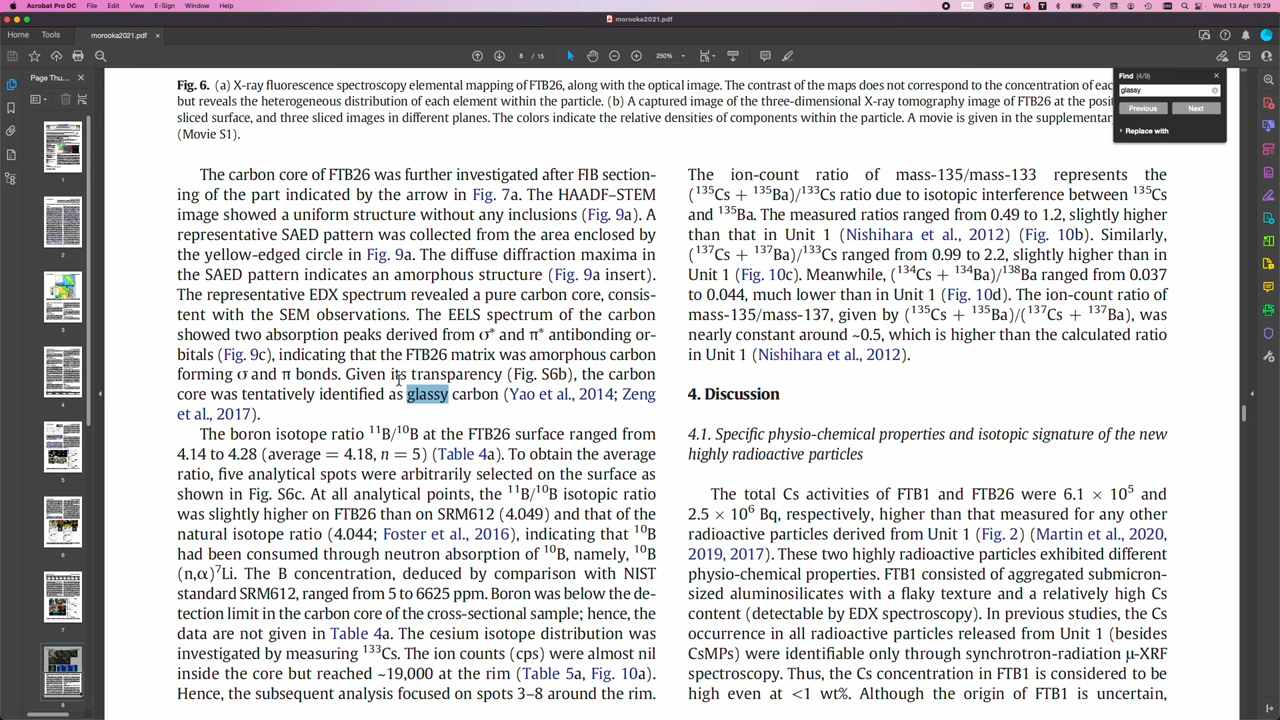 Acrobat Pro DC File Edit View E-Sign Window Help Wed 13 Apr 19:29
morooka2021.pdf
Home Tools morooka2021.pdf ×
8 / 15 250%
Page Thu... ×
Find (4/9) ×
glassy
Previous Next
Replace with
1
2
3
4
5
6
7
8
Fig. 6. (a) X-ray fluorescence spectroscopy elemental mapping of FTB26, along with the optical image. The contrast of the maps does not correspond to the concentration of eac
but reveals the heterogeneous distribution of each element within the particle. (b) A captured image of the three-dimensional X-ray tomography image of FTB26 at the posit
sliced surface, and three sliced images in different planes. The colors indicate the relative densities of components within the particle. A movie is given in the supplementar
(Movie S1).
The carbon core of FTB26 was further investigated after FIB section-
ing of the part indicated by the arrow in Fig. 7a. The HAADF–STEM
image showed a uniform structure without any inclusions (Fig. 9a). A
representative SAED pattern was collected from the area enclosed by
the yellow-edged circle in Fig. 9a. The diffuse diffraction maxima in
the SAED pattern indicates an amorphous structure (Fig. 9a insert).
The representative EDX spectrum revealed a pure carbon core, consis-
tent with the SEM observations. The EELS spectrum of the carbon
showed two absorption peaks derived from σ* and π* antibonding or-
bitals (Fig. 9c), indicating that the FTB26 matrix was amorphous carbon
forming σ and π bonds. Given its transparency (Fig. S6b), the carbon
core was tentatively identified as glassy carbon (Yao et al., 2014; Zeng
et al., 2017).
The boron isotope ratio ¹¹B/¹⁰B at the FTB26 surface ranged from
4.14 to 4.28 (average = 4.18, n = 5) (Table 4a). To obtain the average
ratio, five analytical spots were arbitrarily selected on the surface as
shown in Fig. S6c. At all analytical points, the ¹¹B/¹⁰B isotopic ratio
was slightly higher on FTB26 than on SRM612 (4.049) and that of the
natural isotope ratio (4.044; Foster et al., 2016), indicating that ¹⁰B
had been consumed through neutron absorption of ¹⁰B, namely, ¹⁰B
(n,α)⁷Li. The B concentration, deduced by comparison with NIST
standard SRM612, ranged from 518 to 6625 ppm. Boron was below the de-
tection limit in the carbon core of the cross-sectional sample; hence, the
data are not given in Table 4a. The cesium isotope distribution was
investigated by measuring ¹³³Cs. The ion counts (cps) were almost nil
inside the core but reached ~14,000 at the rim (Table 5a, Fig. 10a).
Hence, the subsequent analysis focused on spots 3–8 around the rim.
The ion-count ratio of mass-135/mass-133 represents the
(¹³⁵Cs + ¹³⁵Ba)/¹³³Cs ratio due to isotopic interference between ¹³⁵Cs
and ¹³⁵Ba. The measured ratios ranged from 0.49 to 1.2, slightly higher
than that in Unit 1 (Nishihara et al., 2012) (Fig. 10b). Similarly,
(¹³⁷Cs + ¹³⁷Ba)/¹³³Cs ranged from 0.99 to 2.2, slightly higher than in
Unit 1 (Fig. 10c). Meanwhile, (¹³⁴Cs + ¹³⁴Ba)/¹³⁸Ba ranged from 0.037
to 0.044 much lower than in Unit 1 (Fig. 10d). The ion-count ratio of
mass-135/mass-137, given by (¹³⁵Cs + ¹³⁵Ba)/(¹³⁷Cs + ¹³⁷Ba), was
nearly constant around ~0.5, which is higher than the calculated ratio
in Unit 1 (Nishihara et al., 2012).
4. Discussion
4.1. Specific physio-chemical properties and isotopic signature of the new
highly radioactive particles
The total Cs activities of FTB1 and FTB26 were 6.1 × 10⁵ and
2.5 × 10⁶ Bq, respectively, higher than that measured for any other
radioactive particles derived from Unit 1 (Fig. 2) (Martin et al., 2020,
2019, 2017). These two highly radioactive particles exhibited different
physio-chemical properties. FTB1 consisted of aggregated submicron-
sized aluminosilicates with a flaky texture and a relatively high Cs
content (detectable by EDX spectroscopy). In previous studies, the Cs
occurrence in all radioactive particles released from Unit 1 (besides
CsMPs) was identifiable only through synchrotron-radiation μ-XRF
spectroscopy. Thus, the Cs concentration in FTB1 is considered to be
high even at <1 wt%. Although the origin of FTB1 is uncertain,